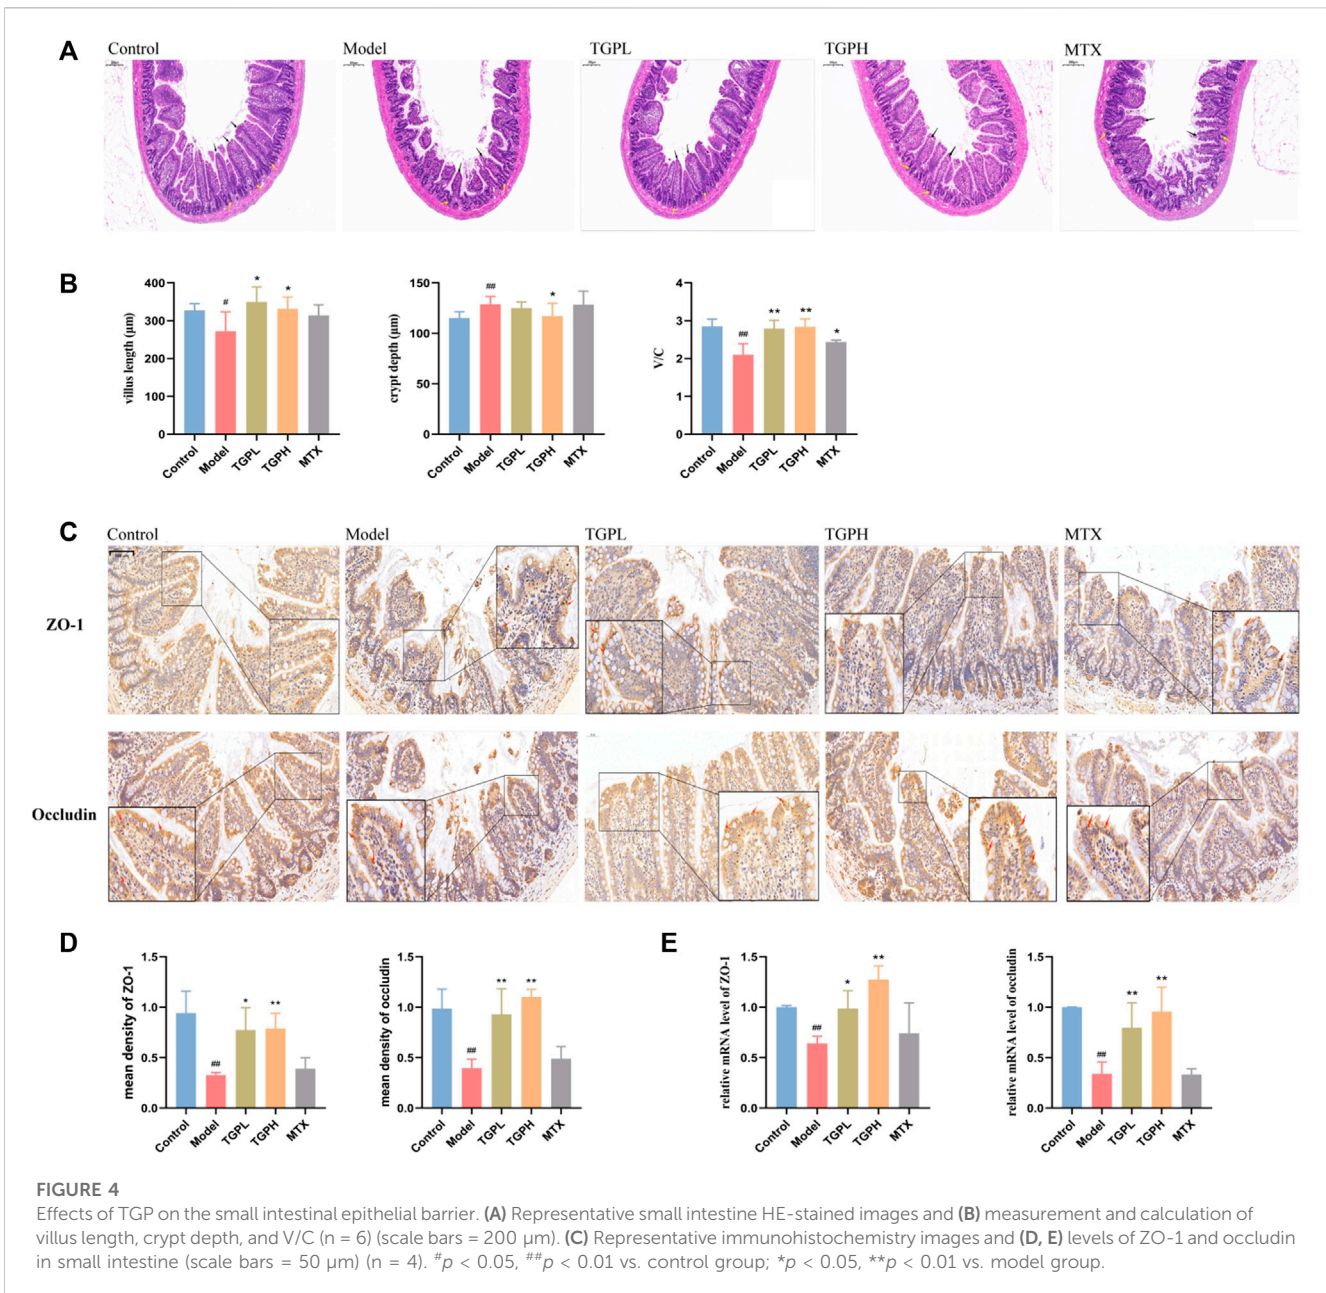 A
Control
Model
TGPL
TGPH
MTX
B
villus length (μm)
400
300
200
100
0
Control
Model
TGPL
TGPH
MTX
#
*
*
crypt depth (μm)
150
100
50
0
Control
Model
TGPL
TGPH
MTX
##
*
V/C
4
3
2
1
0
Control
Model
TGPL
TGPH
MTX
##
**
**
*
C
Control
Model
TGPL
TGPH
MTX
ZO-1
Occludin
D
mean density of ZO-1
1.5
1.0
0.5
0.0
Control
Model
TGPL
TGPH
MTX
##
*
**
mean density of occludin
1.5
1.0
0.5
0.0
Control
Model
TGPL
TGPH
MTX
##
**
**
E
relative mRNA level of ZO-1
1.5
1.0
0.5
0.0
Control
Model
TGPL
TGPH
MTX
##
*
**
relative mRNA level of occludin
1.5
1.0
0.5
0.0
Control
Model
TGPL
TGPH
MTX
##
**
**
FIGURE 4
Effects of TGP on the small intestinal epithelial barrier. (A) Representative small intestine HE-stained images and (B) measurement and calculation of
villus length, crypt depth, and V/C (n = 6) (scale bars = 200 μm). (C) Representative immunohistochemistry images and (D, E) levels of ZO-1 and occludin
in small intestine (scale bars = 50 μm) (n = 4). #p < 0.05, ##p < 0.01 vs. control group; *p < 0.05, **p < 0.01 vs. model group.